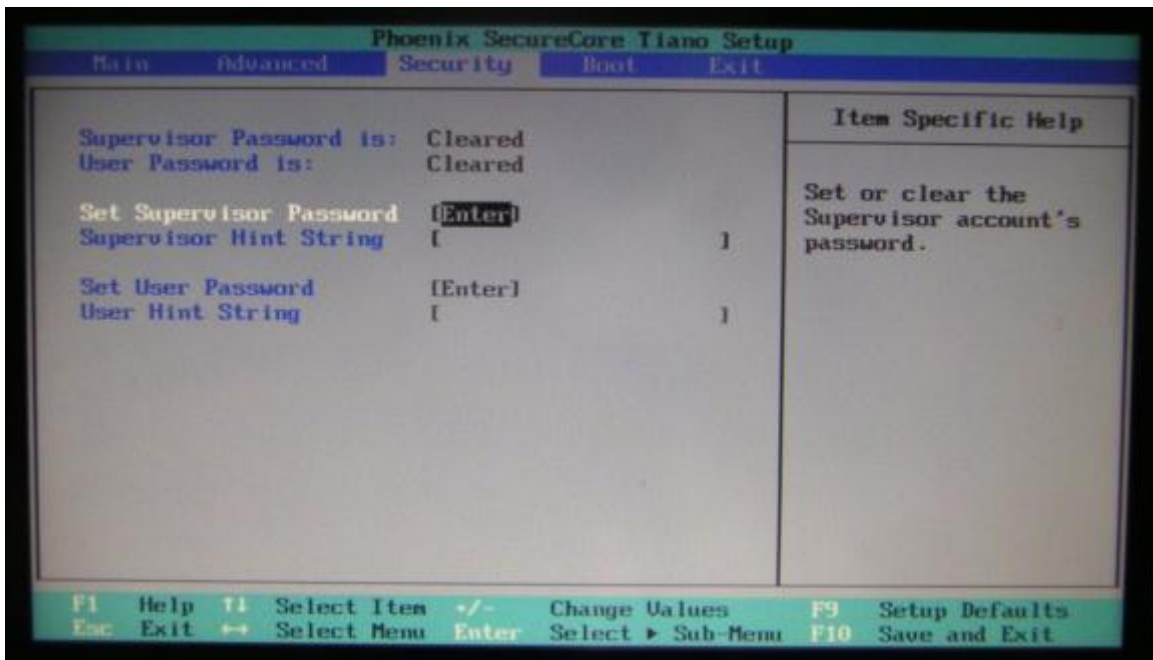 Phoenix SecureCore Tiano Setup
Main Advanced Security Boot Exit
Item Specific Help
Supervisor Password is: Cleared
User Password is: Cleared
Set Supervisor Password [Enter]
Supervisor Hint String [ ]
Set User Password [Enter]
User Hint String [ ]
Set or clear the
Supervisor account's
password.
F1 Help ↑↓ Select Item +/- Change Values F9 Setup Defaults
Esc Exit ↔ Select Menu Enter Select ▶ Sub-Menu F10 Save and Exit